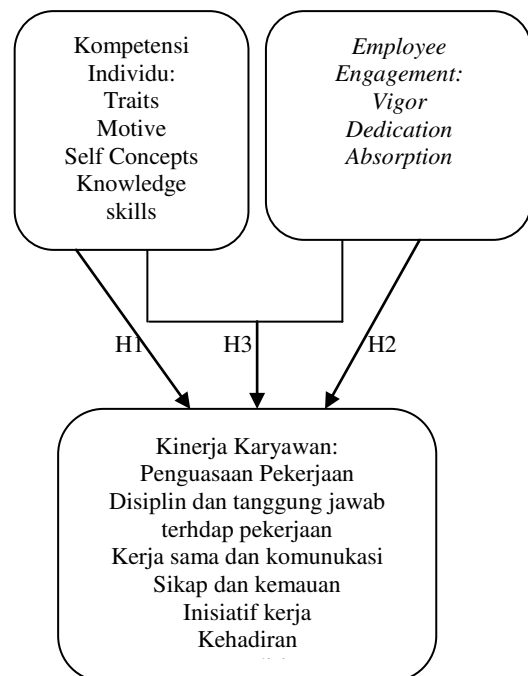 Kompetensi
Individu:
Traits
Motive
Self Concepts
Knowledge
skills
Employee
Engagement:
Vigor
Dedication
Absorption
H1
H3
H2
Kinerja Karyawan:
Penguasaan Pekerjaan
Disiplin dan tanggung jawab
terhdap pekerjaan
Kerja sama dan komunukasi
Sikap dan kemauan
Inisiatif kerja
Kehadiran